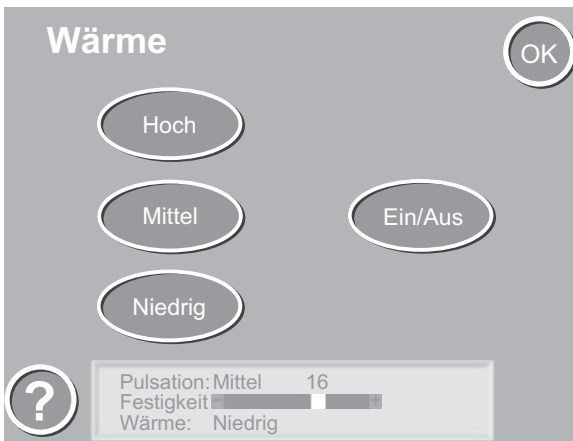 Wärme
OK
Hoch
Mittel
Ein/Aus
Niedrig
?
Pulsation: Mittel 16
Festigkeit - +
Wärme: Niedrig